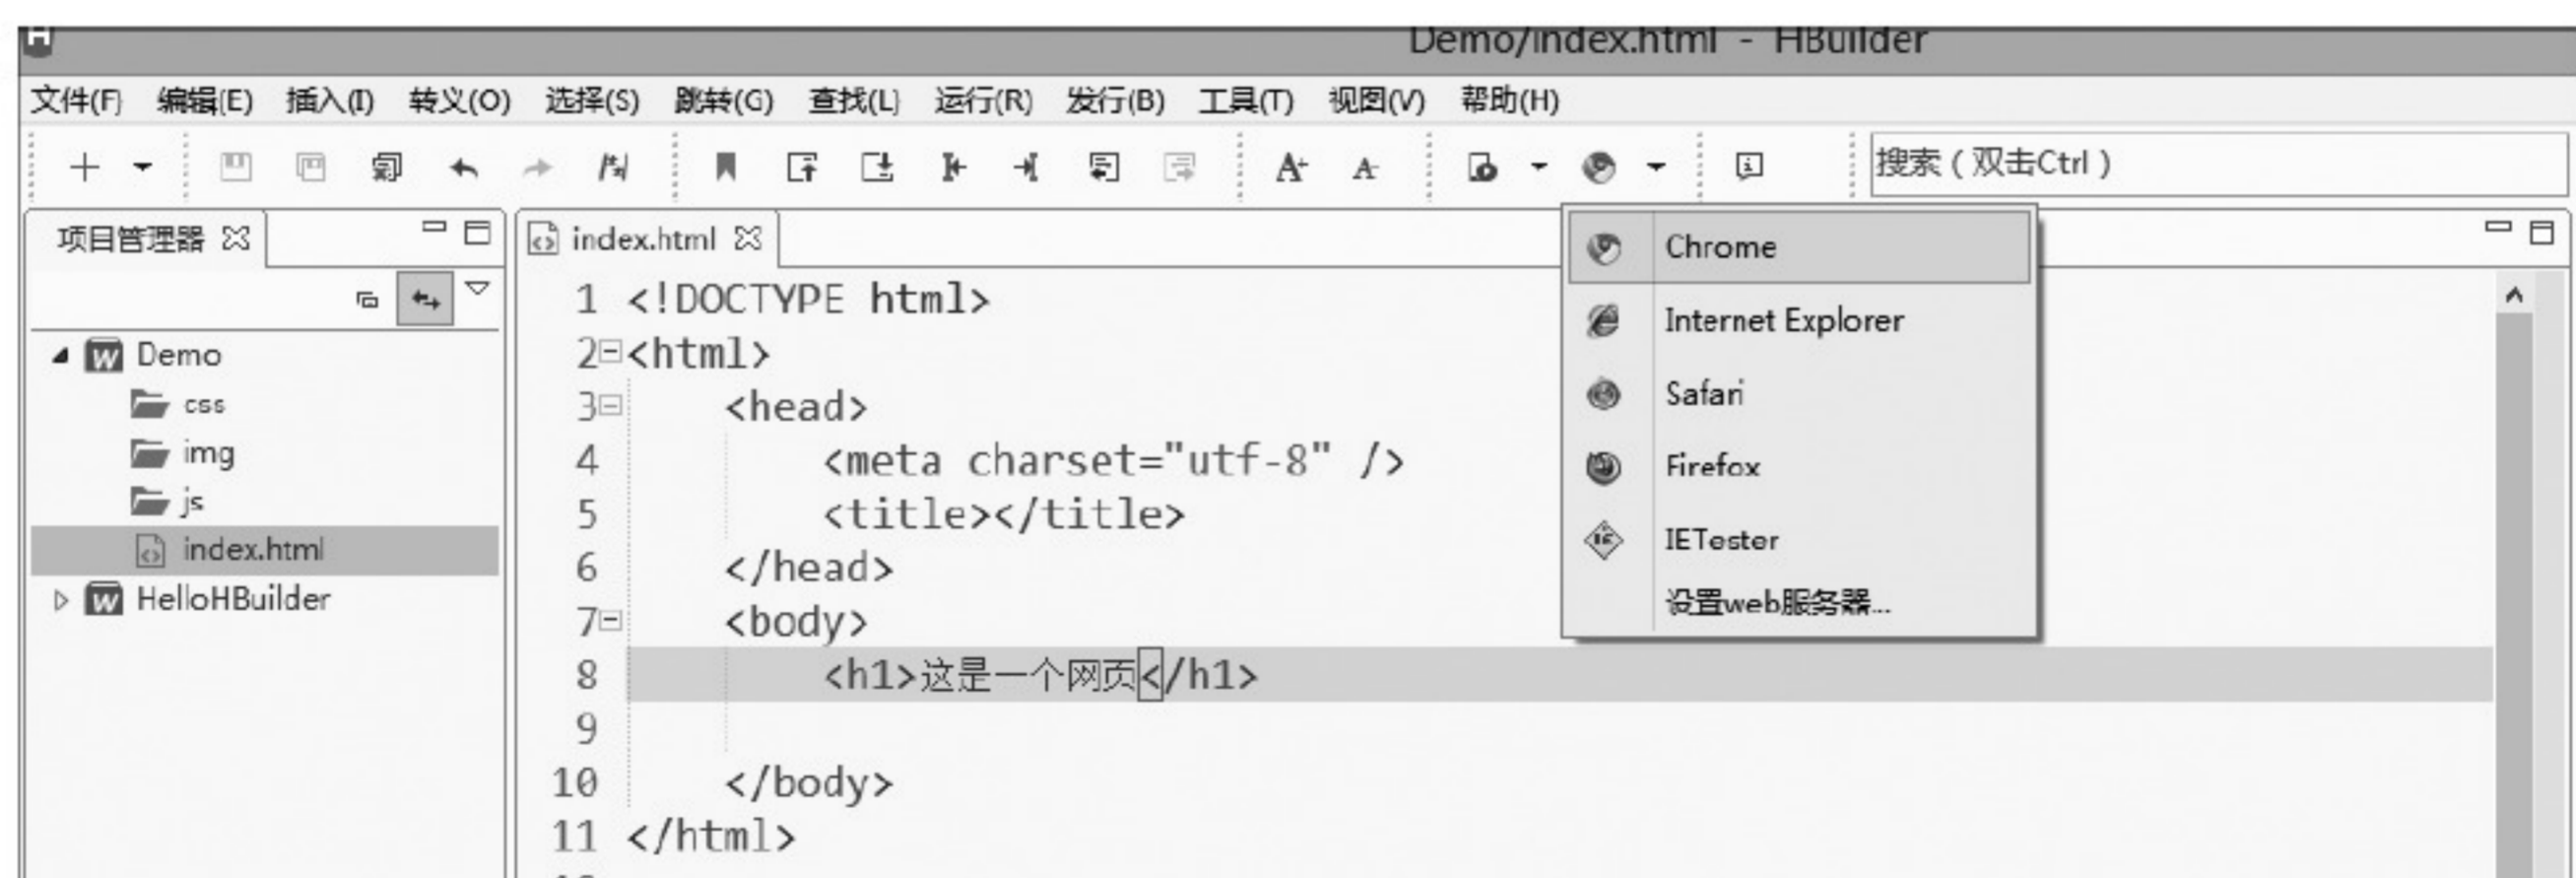 Demo/index.html - HBuilder
文件(F) 编辑(E) 插入(I) 转义(O) 选择(S) 跳转(G) 查找(L) 运行(R) 发行(B) 工具(T) 视图(V) 帮助(H)
搜索（双击Ctrl）
项目管理器
Demo
css
img
js
index.html
HelloHBuilder
index.html
1 <!DOCTYPE html>
2 <html>
3 <head>
4 <meta charset="utf-8" />
5 <title></title>
6 </head>
7 <body>
8 <h1>这是一个网页</h1>
9
10 </body>
11 </html>
Chrome
Internet Explorer
Safari
Firefox
IETester
设置web服务器...